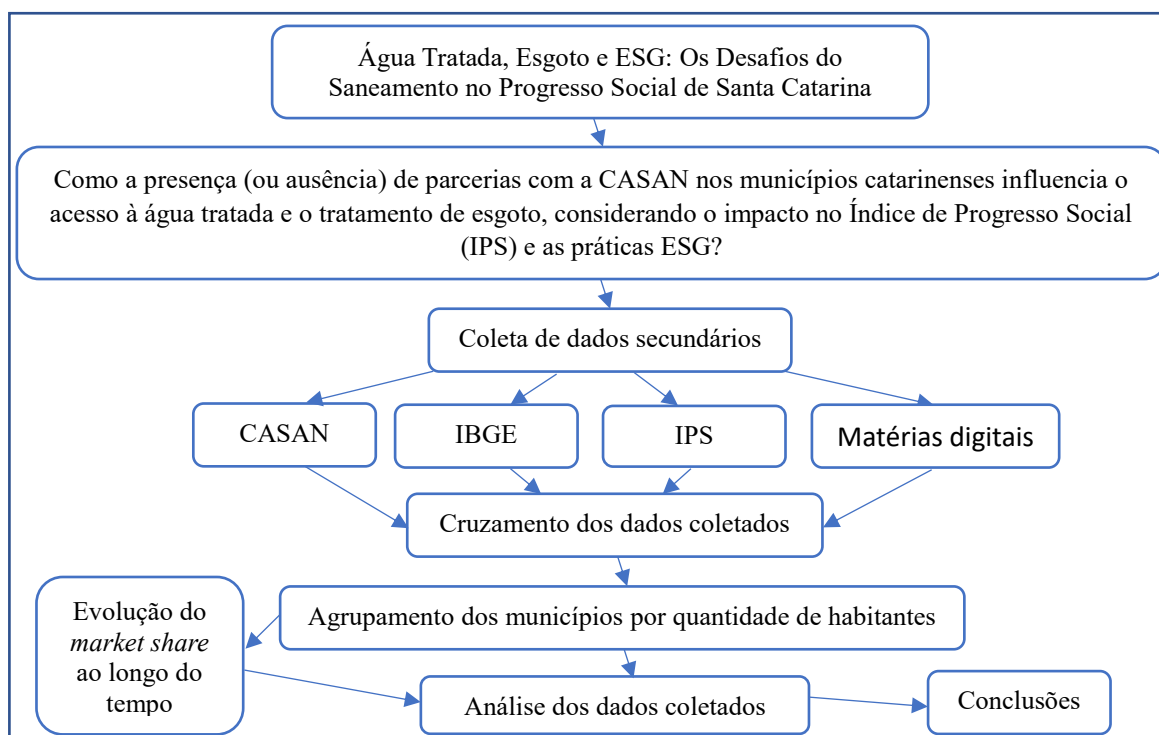 Água Tratada, Esgoto e ESG: Os Desafios do
Saneamento no Progresso Social de Santa Catarina
Como a presença (ou ausência) de parcerias com a CASAN nos municípios catarinenses influencia o
acesso à água tratada e o tratamento de esgoto, considerando o impacto no Índice de Progresso Social
(IPS) e as práticas ESG?
Coleta de dados secundários
CASAN
IBGE
IPS
Matérias digitais
Cruzamento dos dados coletados
Agrupamento dos municípios por quantidade de habitantes
Evolução do
market share
ao longo do
tempo
Análise dos dados coletados
Conclusões